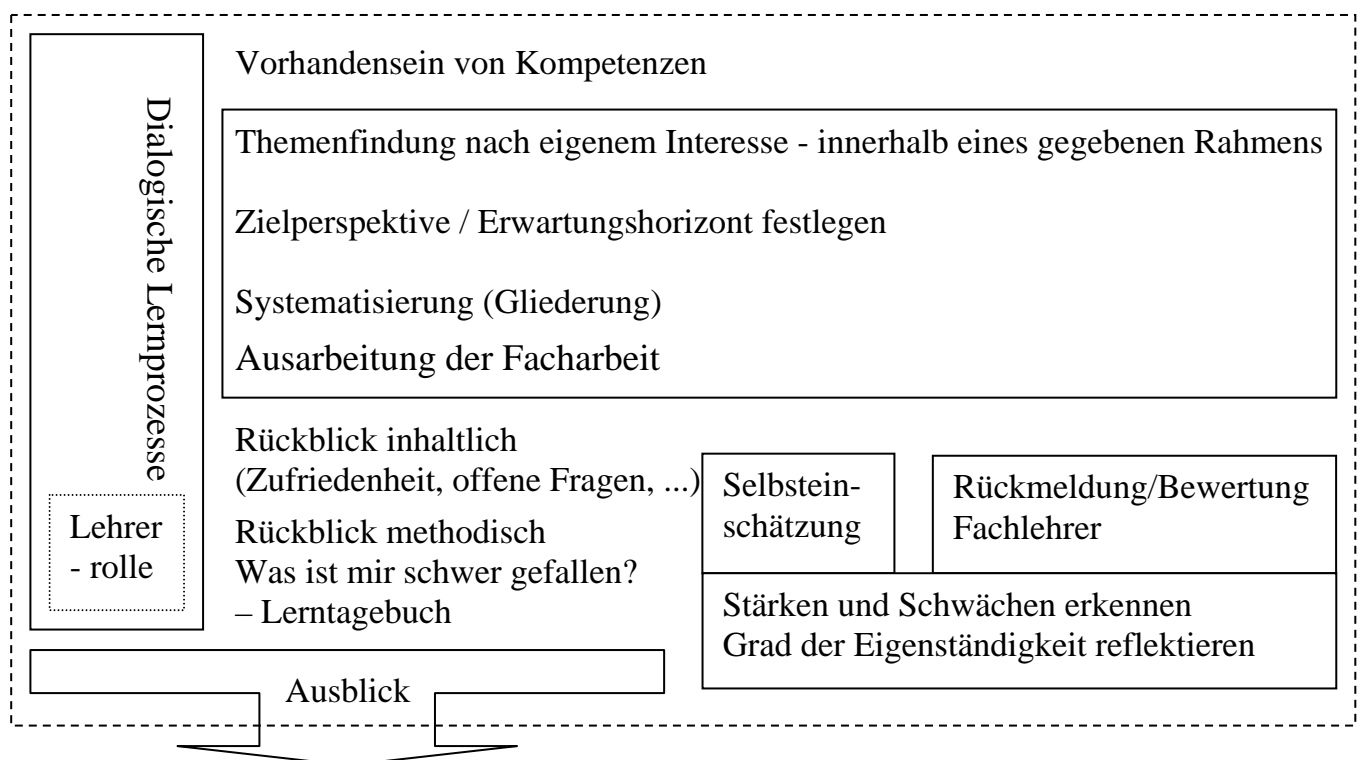 Dialogische Lernprozesse
Lehrer
- rolle
Vorhandensein von Kompetenzen
Themenfindung nach eigenem Interesse - innerhalb eines gegebenen Rahmens
Zielperspektive / Erwartungshorizont festlegen
Systematisierung (Gliederung)
Ausarbeitung der Facharbeit
Rückblick inhaltlich
(Zufriedenheit, offene Fragen, ...)
Rückblick methodisch
Was ist mir schwer gefallen?
– Lerntagebuch
Selbstein-
schätzung
Rückmeldung/Bewertung
Fachlehrer
Stärken und Schwächen erkennen
Grad der Eigenständigkeit reflektieren
Ausblick